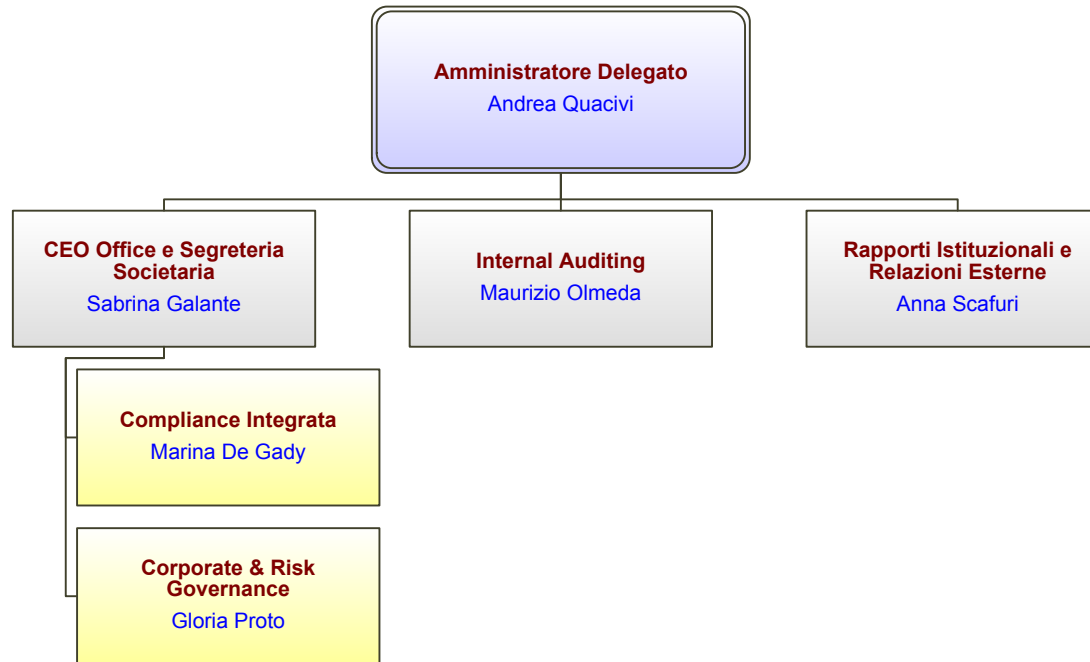 Amministratore Delegato
Andrea Quacivi
CEO Office e Segreteria
Societaria
Sabrina Galante
Internal Auditing
Maurizio Olmeda
Rapporti Istituzionali e
Relazioni Esterne
Anna Scafuri
Compliance Integrata
Marina De Gady
Corporate & Risk
Governance
Gloria Proto